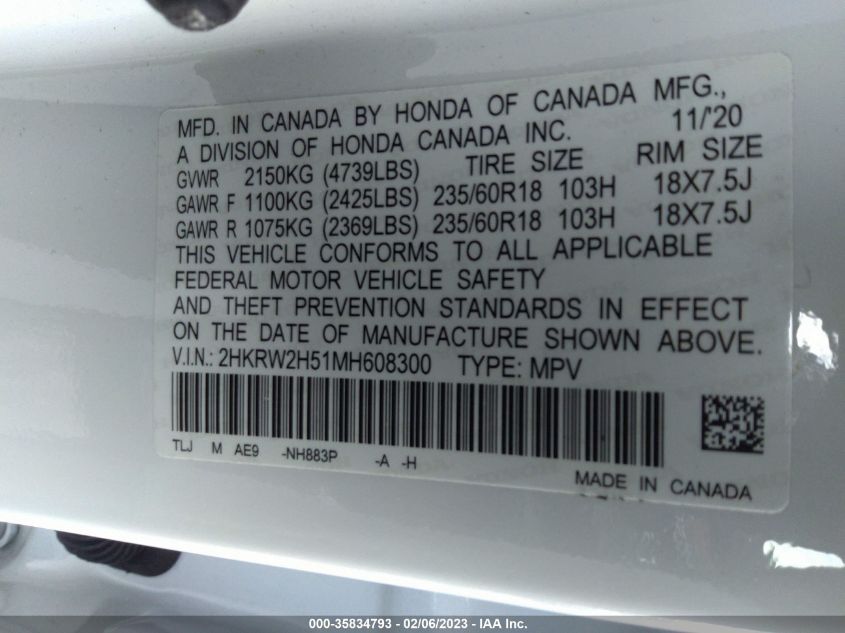 MFD. IN CANADA BY HONDA OF CANADA MFG.,
A DIVISION OF HONDA CANADA INC. 11/'20
GVWR 2150KG (4739LBS) TIRE SIZE RIM SIZE
GAWR F 1100KG (2425LBS) 235/60R18 103H 18X7.5J
GAWR R 1075KG (2369LBS) 235/60R18 103H 18X7.5J
THIS VEHICLE CONFORMS TO ALL APPLICABLE
FEDERAL MOTOR VEHICLE SAFETY
AND THEFT PREVENTION STANDARDS IN EFFECT
ON THE DATE OF MANUFACTURE SHOWN ABOVE.
V.I.N.: 2HKRW2H51MH608300 TYPE: MPV
TLJ M AE9 -NH883P -A -H
MADE IN CANADA
000-35834793 - 02/06/2023 - IAA Inc.